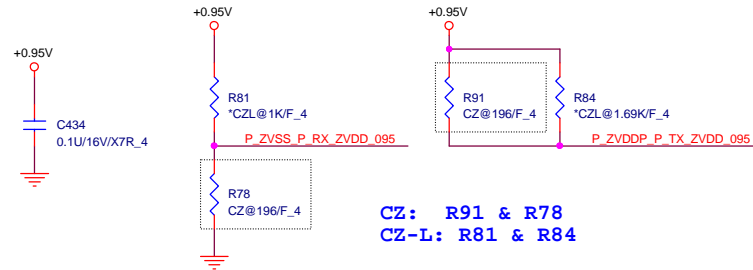 +0.95V
C434
0.1U/16V/X7R_4
+0.95V
R81
*CZL@1K/F_4
P_ZVSS_P_RX_ZVDD_095
R78
CZ@196/F_4
+0.95V
R91
CZ@196/F_4
R84
*CZL@1.69K/F_4
P_ZVDDP_P_TX_ZVDD_095
CZ: R91 & R78
CZ-L: R81 & R84